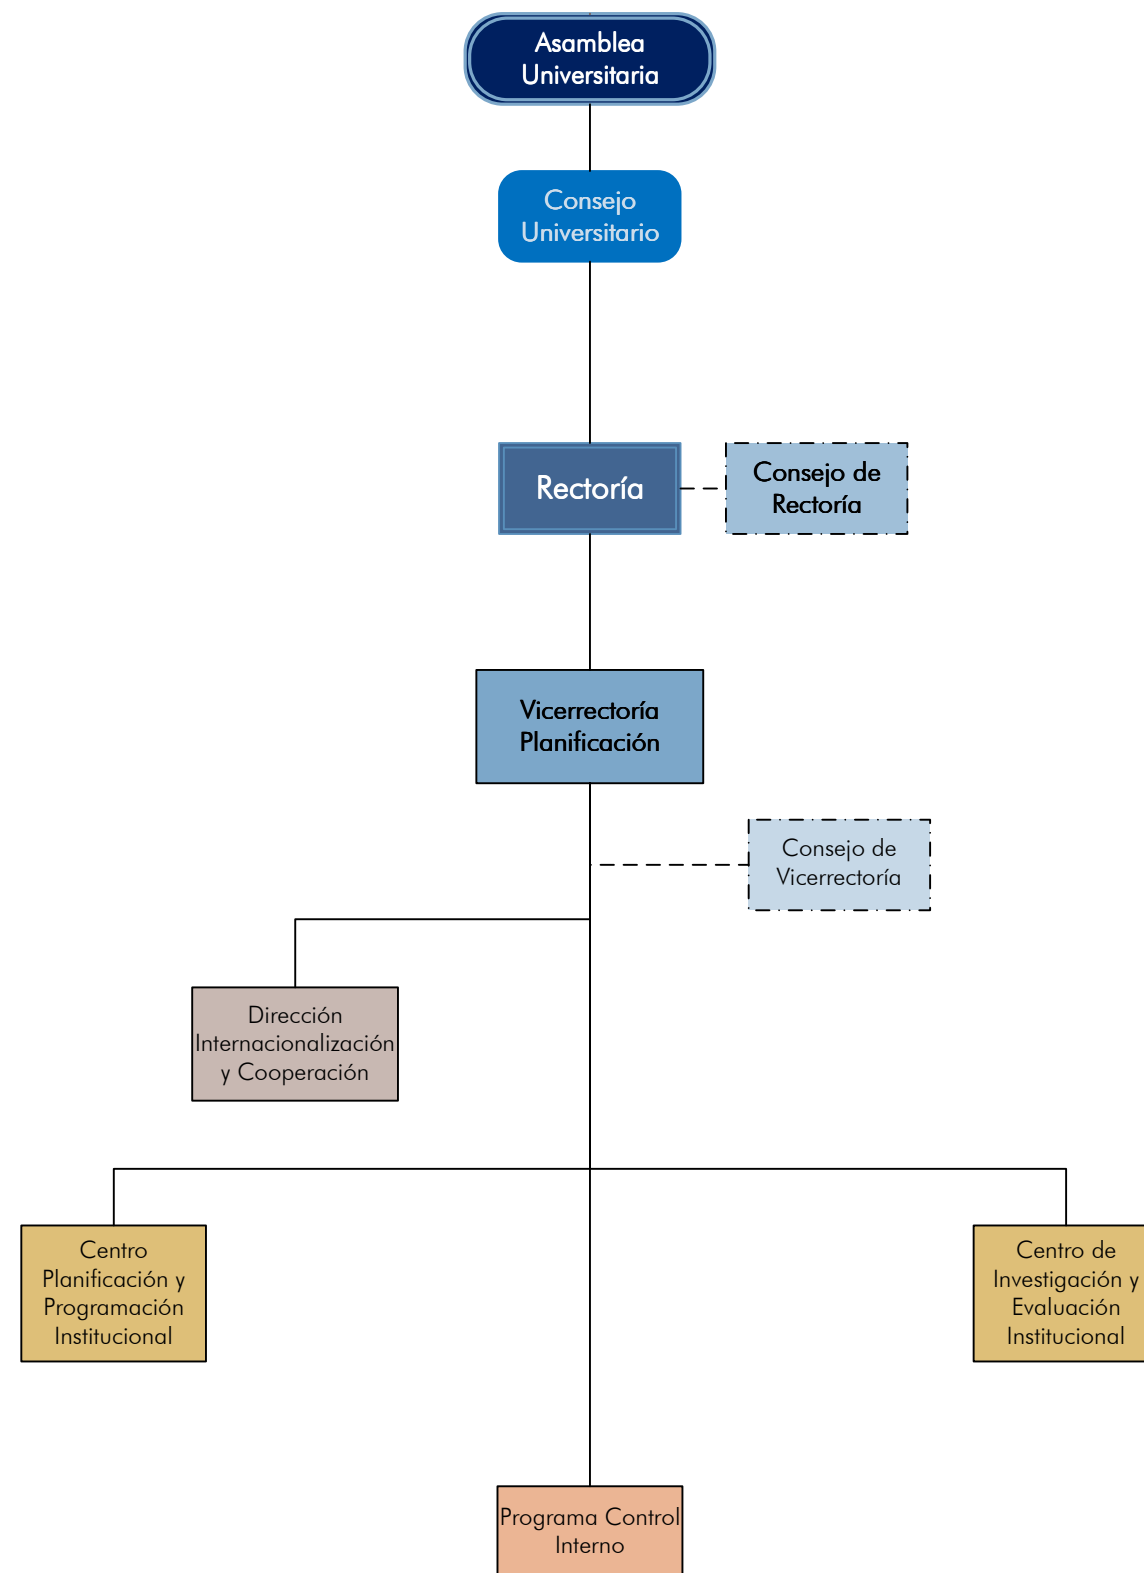 Asamblea
Universitaria
Consejo
Universitario
Rectoría
Consejo de
Rectoría
Vicerrectoría
Planificación
Consejo de
Vicerrectoría
Dirección
Internacionalización
y Cooperación
Centro
Planificación y
Programación
Institucional
Centro de
Investigación y
Evaluación
Institucional
Programa Control
Interno